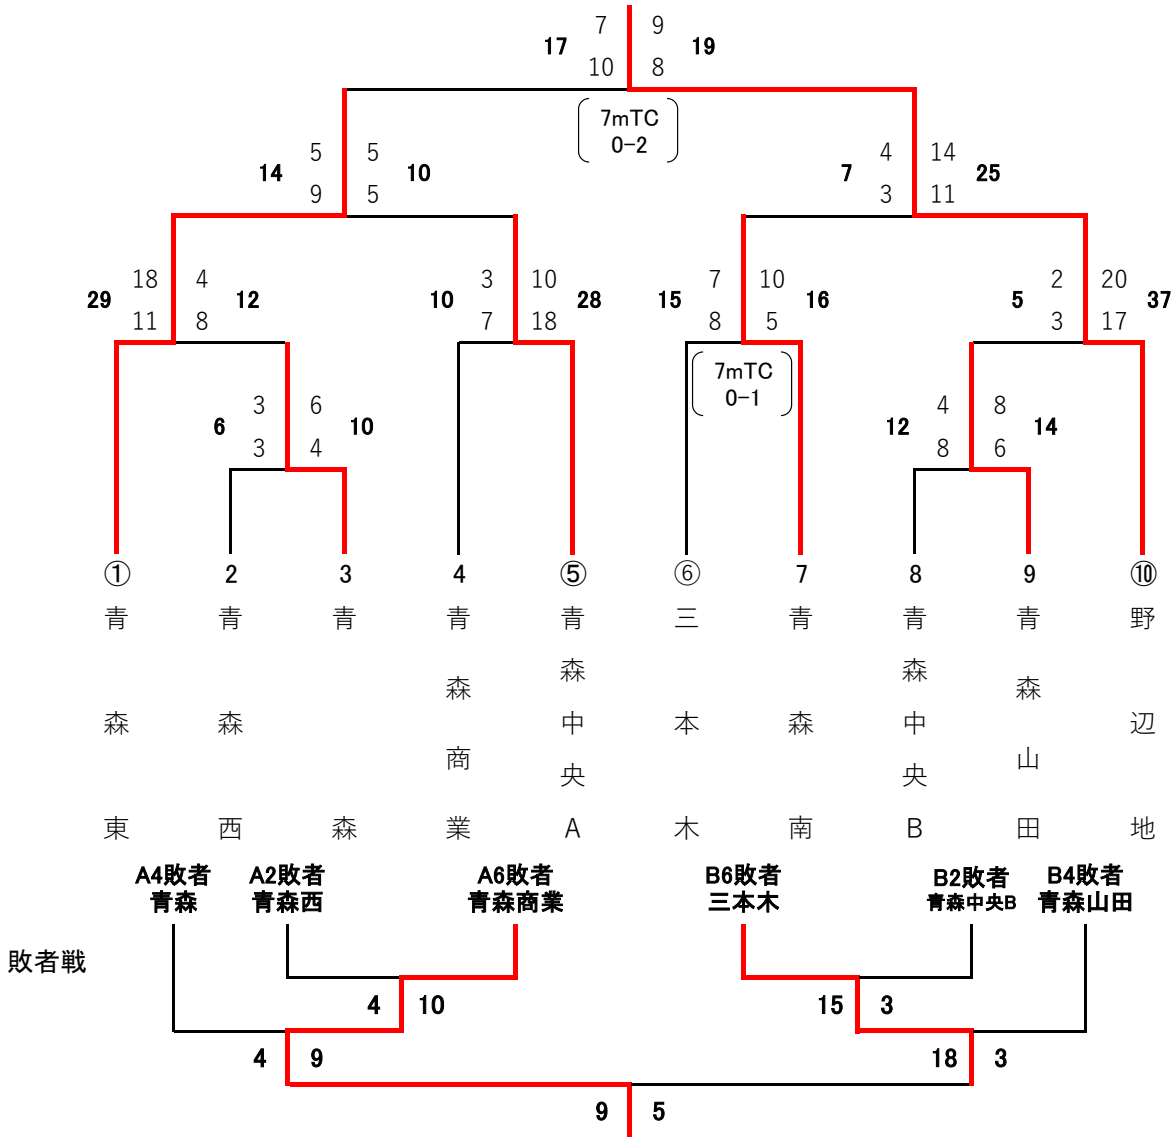 7 9
17 19
10 8
7mTC
0-2
5 5 4 14
14 10 7 25
9 5 3 11
18 4 3 10 7 10 2 20
29 12 10 28 15 16 5 37
11 8 7 18 8 5 3 17
7mTC
0-1
3 6 4 8
6 10 12 14
3 4 8 6
① 2 3 4 ⑤ ⑥ 7 8 9 ⑩
青森東
青森西
青森
青森商業
青森中央A
三本木
青森南
青森中央B
青森山田
野辺地
A4敗者
青森
A2敗者
青森西
A6敗者
青森商業
B6敗者
三本木
B2敗者
青森中央B
B4敗者
青森山田
敗者戦
4 10 15 3
4 9 18 3
9 5